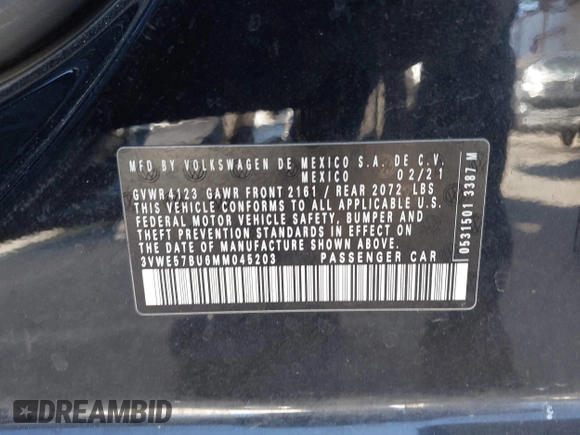 MFD BY VOLKSWAGEN DE MEXICO S.A. DE C.V.
MEXICO 02/21
GVWR 4123 GAWR FRONT 2161 / REAR 2072 LBS
THIS VEHICLE CONFORMS TO ALL APPLICABLE U.S.
FEDERAL MOTOR VEHICLE SAFETY, BUMPER AND
THEFT PREVENTION STANDARDS IN EFFECT ON
THE DATE OF MANUFACTURE SHOWN ABOVE.
3VWE57BU6MM045203 PASSENGER CAR
0531501 3387 M
DREAMBID